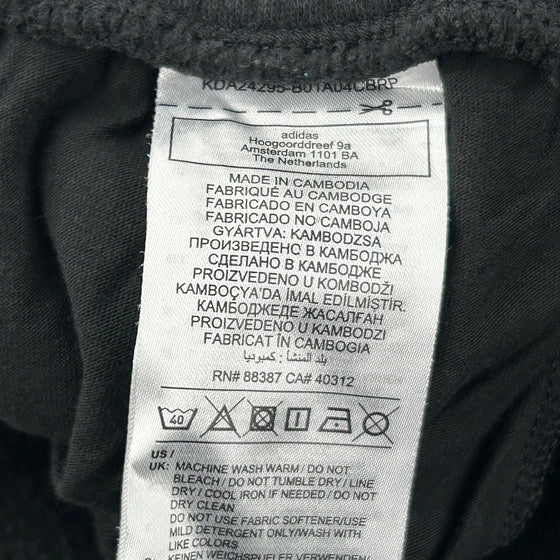 KDA24295-B01A04CBRP
adidas
Hoogoorddreef 9a
Amsterdam 1101 BA
The Netherlands
MADE IN CAMBODIA
FABRIQUÉ AU CAMBODGE
FABRICADO EN CAMBOYA
FABRICADO NO CAMBOJA
GYÁRTVA: KAMBODZSA
ПРОИЗВЕДЕНО В КАМБОДЖА
СДЕЛАНО В КАМБОДЖЕ
PROIZVEDENO U KOMBODŽI
KAMBOÇYA'DA İMAL EDİLMİŞTİR.
КАМБОДЖЕДЕ ЖАСАЛҒАН
PROIZVEDENO U KAMBODZI
FABRICAT ÎN CAMBOGIA
بلد المنشأ : كمبوديا
RN# 88387 CA# 40312
40
US /
UK: MACHINE WASH WARM / DO NOT
BLEACH / DO NOT TUMBLE DRY / LINE
DRY / COOL IRON IF NEEDED / DO NOT
DRY CLEAN
DO NOT USE FABRIC SOFTENER/USE
MILD DETERGENT ONLY/WASH WITH
LIKE COLORS
KEINEN WEICHSPUELER VERWENDEN